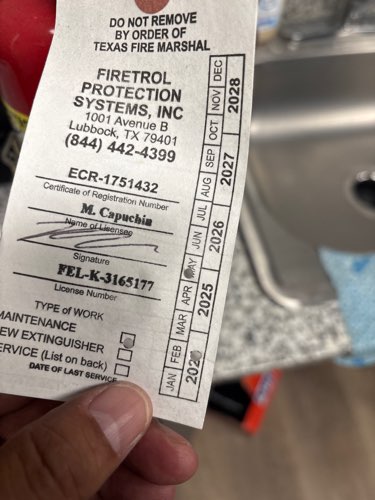 DO NOT REMOVE
BY ORDER OF
TEXAS FIRE MARSHAL
FIRETROL
PROTECTION
SYSTEMS, INC
1001 Avenue B
Lubbock, TX 79401
(844) 442-4399
ECR-1751432
Certificate of Registration Number
M. Capuchin
Name of Licensee
Signature
FEL-K-3165177
License Number
TYPE of WORK
MAINTENANCE
EW EXTINGUISHER
ERVICE (List on back)
DATE OF LAST SERVICE
JAN FEB MAR APR MAY JUN JUL AUG SEP OCT NOV DEC
2025 2026 2027 2028